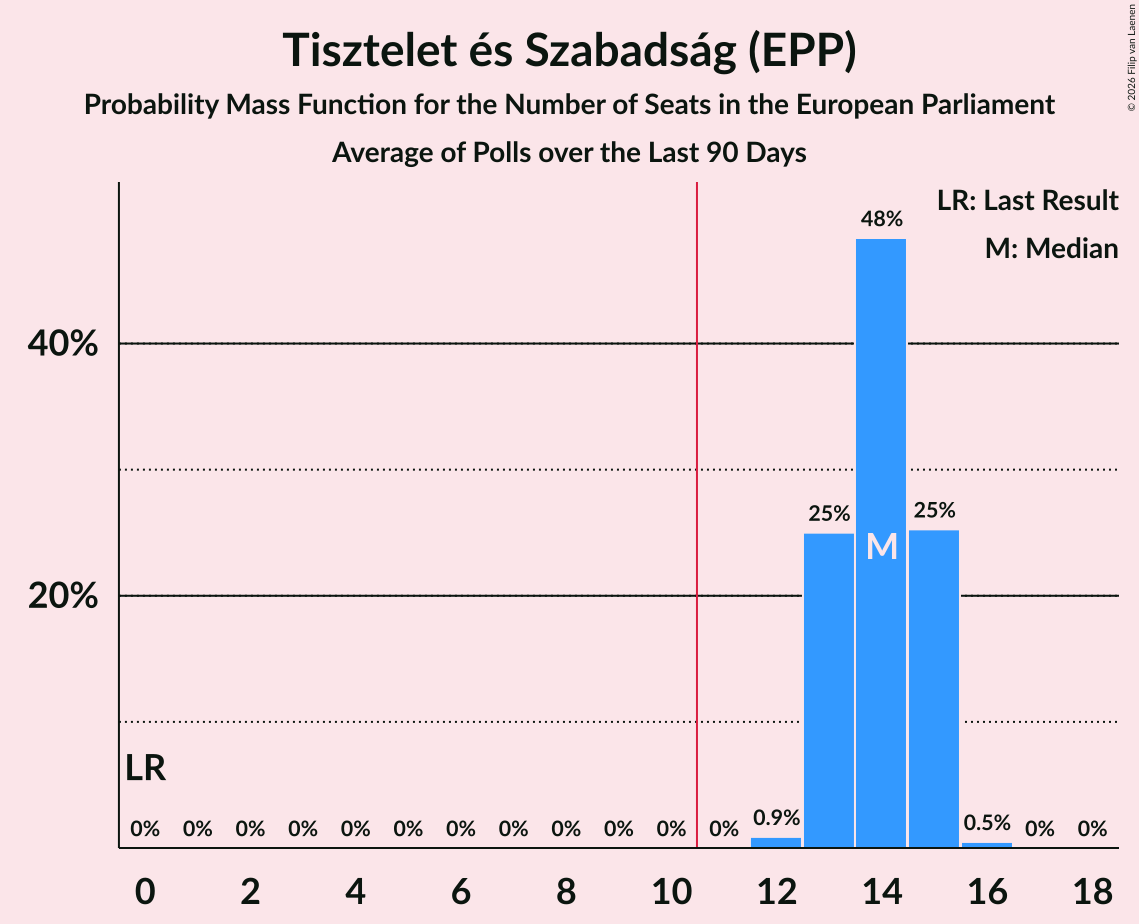 Tisztelet és Szabadság (EPP)
Probability Mass Function for the Number of Seats in the European Parliament
Average of Polls over the Last 90 Days
© 2026 Filip van Laenen
LR: Last Result
M: Median
48%
40%
25%
25%
M
20%
LR
0% 0% 0% 0% 0% 0% 0% 0% 0% 0% 0% 0% 0.9% 0.5% 0% 0%
0 2 4 6 8 10 12 14 16 18